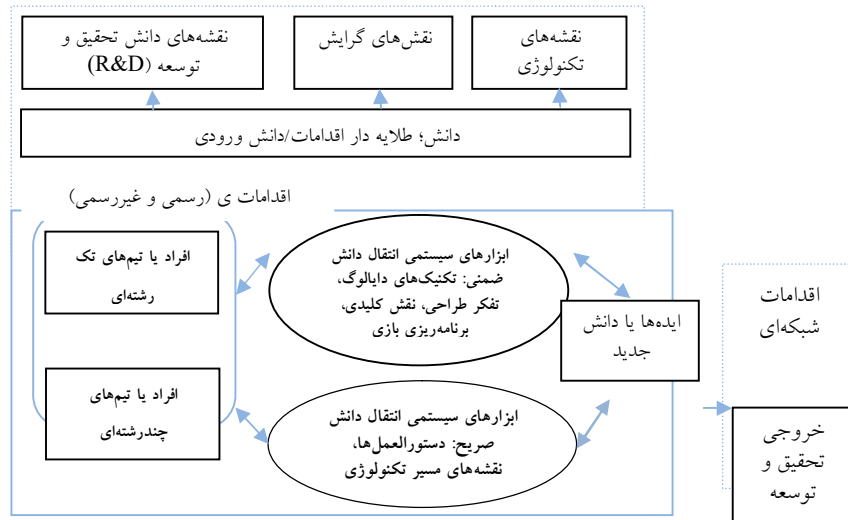 نقشه‌های
تکنولوژی
نقش‌های گرایش
نقشه‌های دانش تحقیق و
توسعه (R&D)
دانش؛ طلایه دار اقدامات/دانش ورودی
اقدامات ی (رسمی و غیررسمی)
افراد یا تیم‌های تک
رشته‌ای
ابزارهای سیستمی انتقال دانش
ضمنی: تکنیک‌های دایالوگ،
تفکر طراحی، نقش کلیدی،
برنامه‌ریزی بازی
ایده‌ها یا دانش
جدید
اقدامات
شبکه‌ای
افراد یا تیم‌های
چندرشته‌ای
ابزارهای سیستمی انتقال دانش
صریح: دستورالعمل‌ها،
نقشه‌های مسیر تکنولوژی
خروجی
تحقیق و
توسعه